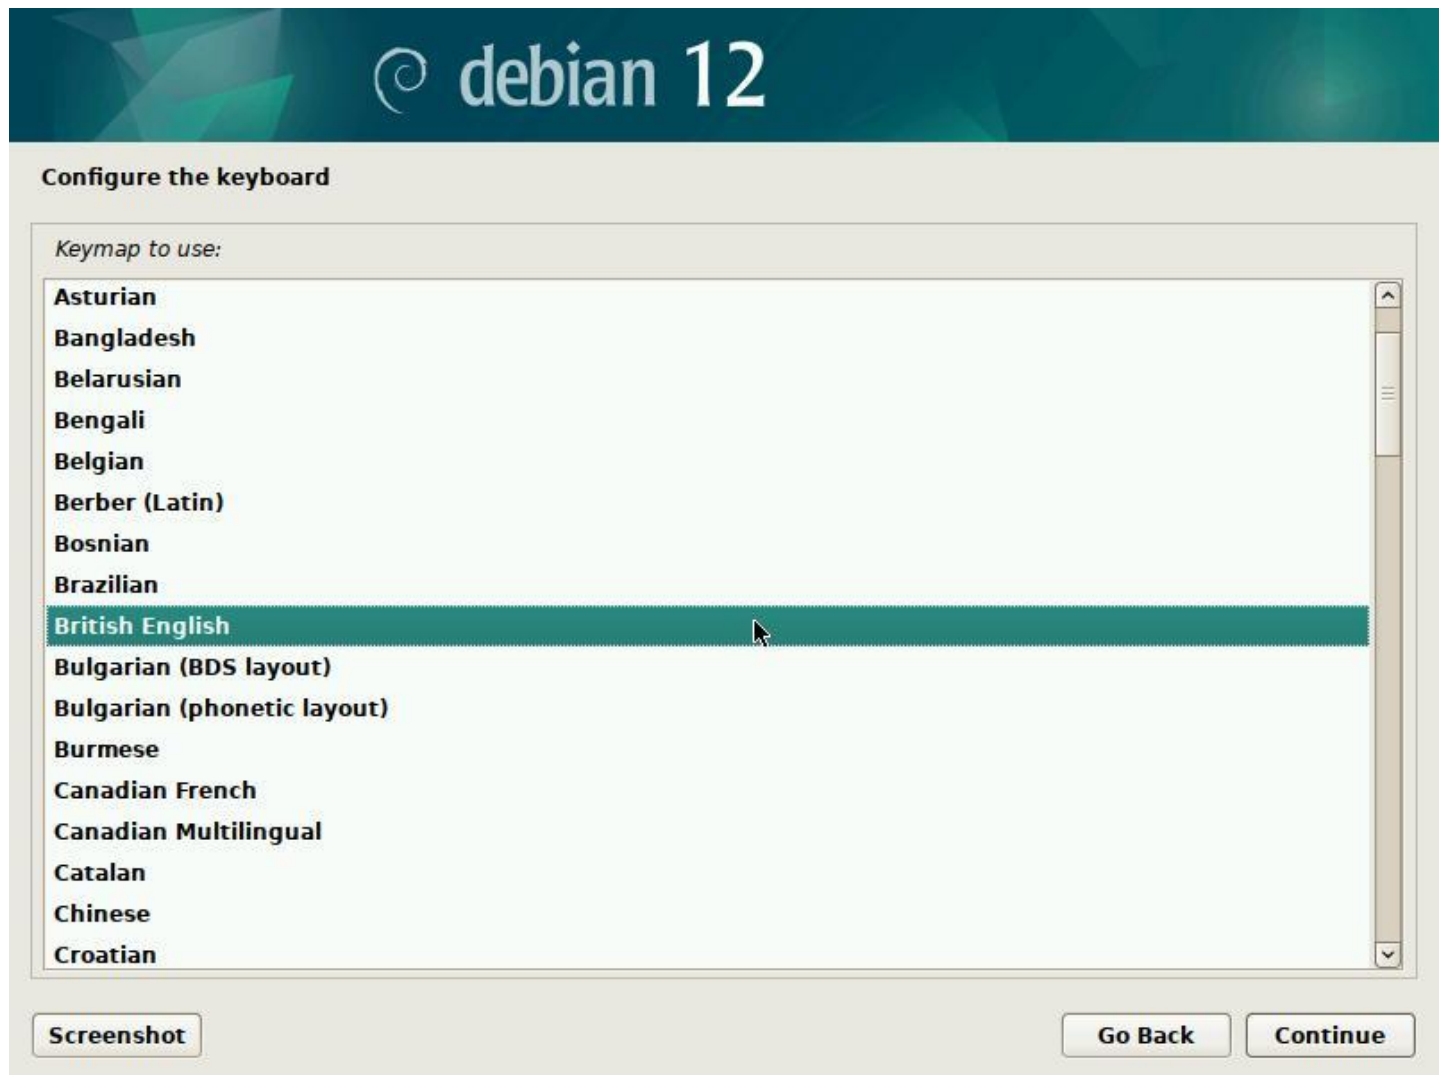 debian 12
Configure the keyboard
Keymap to use:
Asturian
Bangladesh
Belarusian
Bengali
Belgian
Berber (Latin)
Bosnian
Brazilian
British English
Bulgarian (BDS layout)
Bulgarian (phonetic layout)
Burmese
Canadian French
Canadian Multilingual
Catalan
Chinese
Croatian
Screenshot Go Back Continue